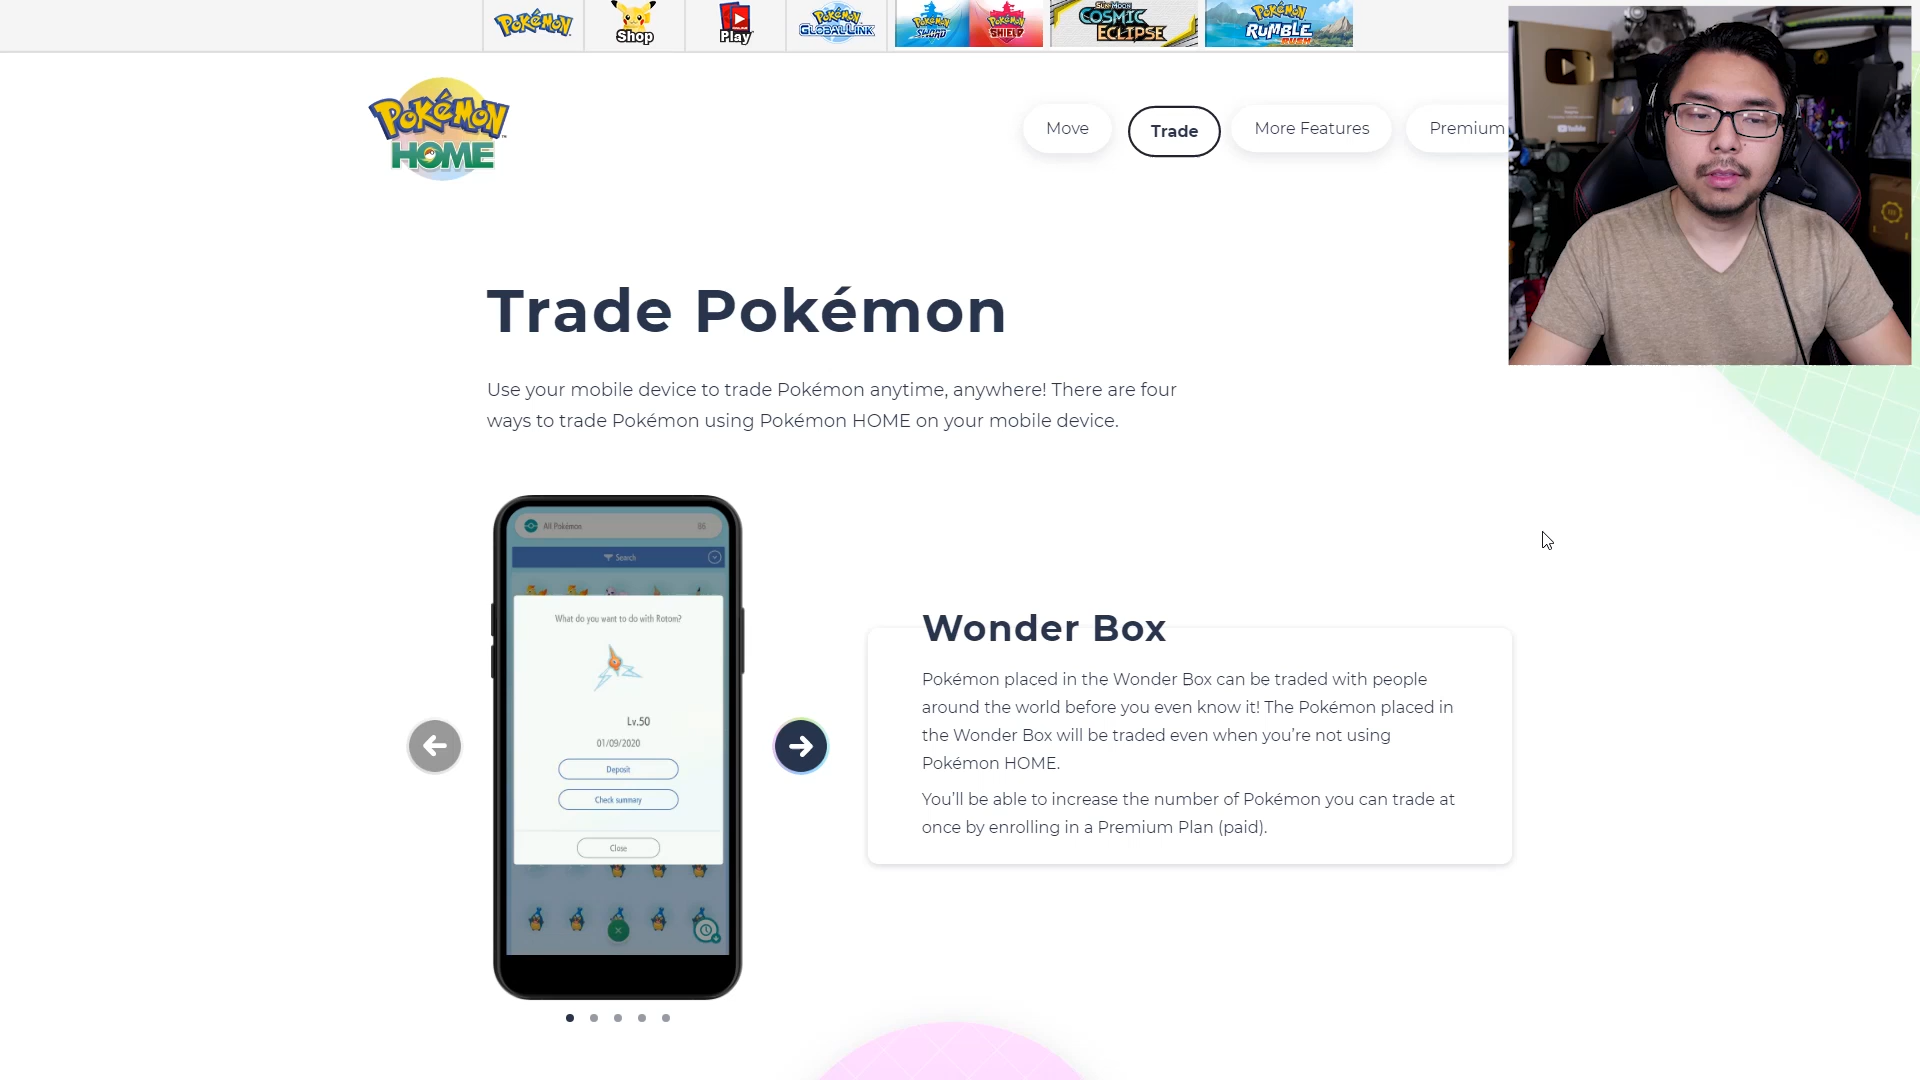 Pokémon
Shop
Play
Pokémon
GLOBAL LINK
Pokémon
SWORD
Pokémon
SHIELD
SUN & MOON
COSMIC
ECLIPSE
Pokémon
RUMBLE
RUSH
Pokémon
HOME
Move
Trade
More Features
Premium
Trade Pokémon
Use your mobile device to trade Pokémon anytime, anywhere! There are four
ways to trade Pokémon using Pokémon HOME on your mobile device.
All Pokémon 86
Search
What do you want to do with Rotom?
Lv.50
01/09/2020
Deposit
Check summary
Close
Wonder Box
Pokémon placed in the Wonder Box can be traded with people
around the world before you even know it! The Pokémon placed in
the Wonder Box will be traded even when you’re not using
Pokémon HOME.
You’ll be able to increase the number of Pokémon you can trade at
once by enrolling in a Premium Plan (paid).